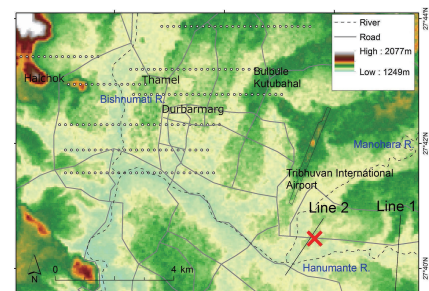 River
Road
High : 2077m
Low : 1249m
Halchok
Thamel
Bulbule
Kutubahal
Bishnumati R.
Durbarmarg
27°44'N
27°42'N
Manohara R.
Tribhuvan International
Airport
Line 2
Line 1
Hanumante R.
27°40'N
N
0
4 km